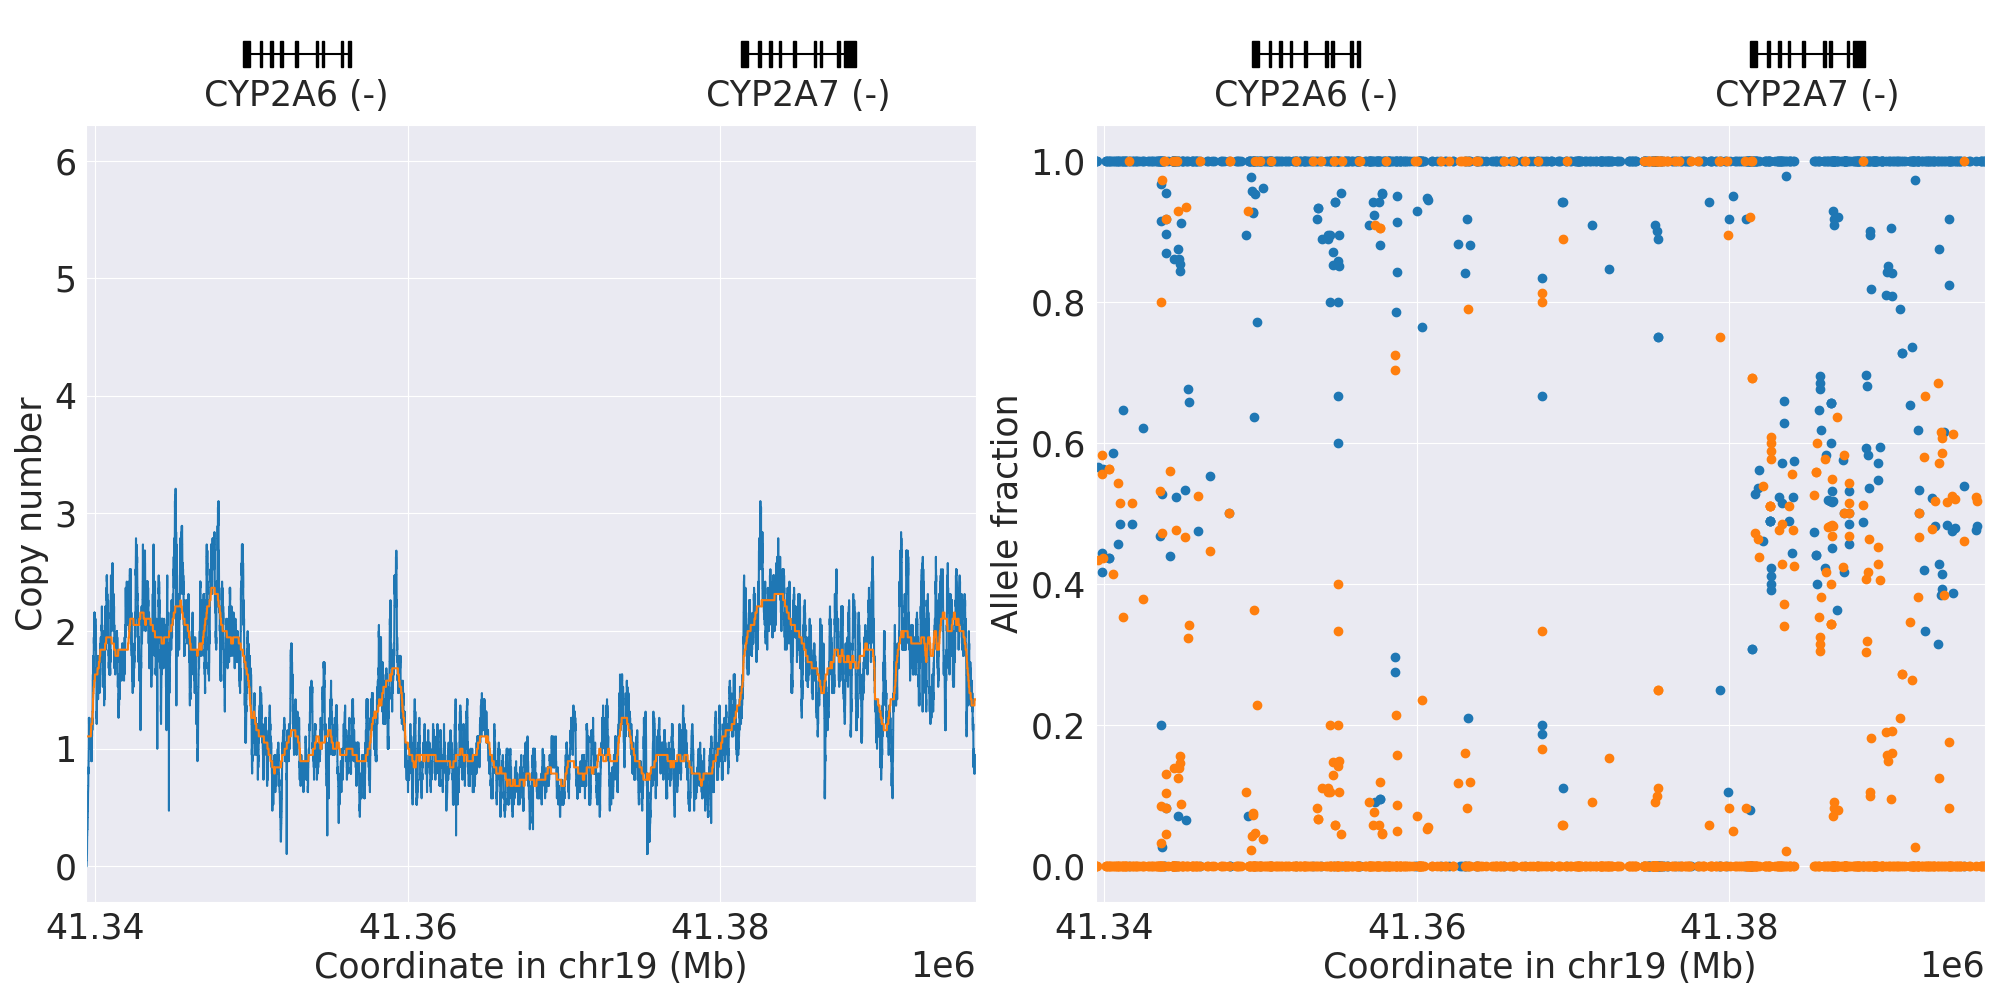 CYP2A6 (-) CYP2A7 (-)
6
5
4
3
2
1
0
Copy number
41.34 41.36 41.38
Coordinate in chr19 (Mb) 1e6
CYP2A6 (-) CYP2A7 (-)
1.0
0.8
0.6
0.4
0.2
0.0
Allele fraction
41.34 41.36 41.38
Coordinate in chr19 (Mb) 1e6